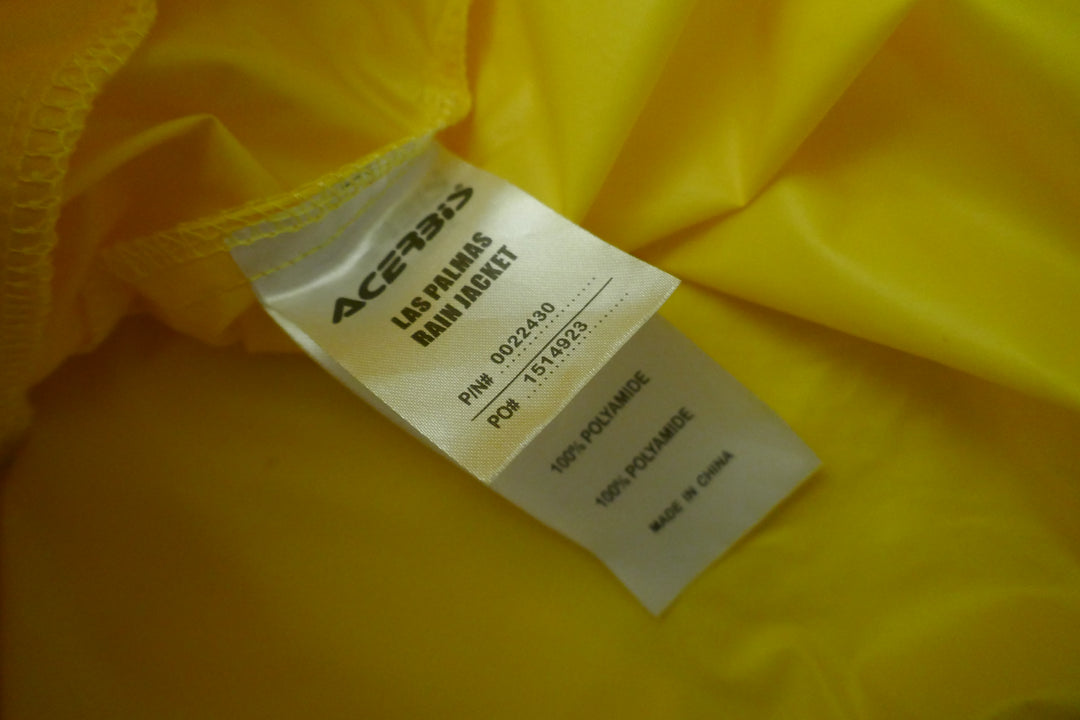 ACERBIS®
LAS PALMAS
RAIN JACKET
P/N# 0022430
PO# 1514923
100% POLYAMIDE
100% POLYAMIDE
MADE IN CHINA